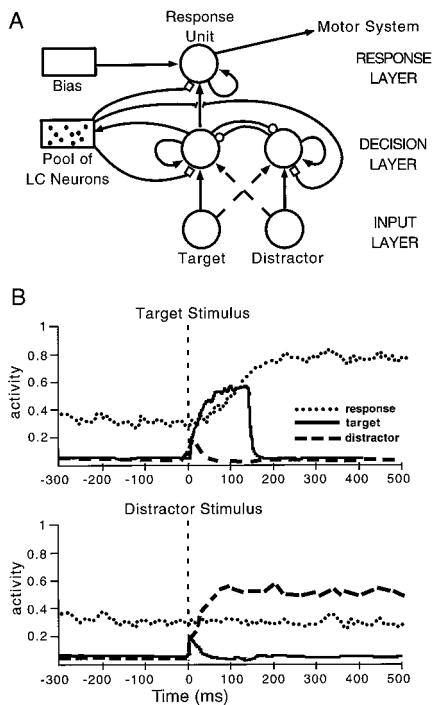 A
Response
Unit
Motor System
RESPONSE
LAYER
Bias
Pool of
LC Neurons
DECISION
LAYER
INPUT
LAYER
Target
Distractor
B
Target Stimulus
activity
1
0.8
0.6
0.4
0.2
response
target
distractor
-300 -200 -100 0 100 200 300 400 500
Distractor Stimulus
activity
1
0.8
0.6
0.4
0.2
-300 -200 -100 0 100 200 300 400 500
Time (ms)